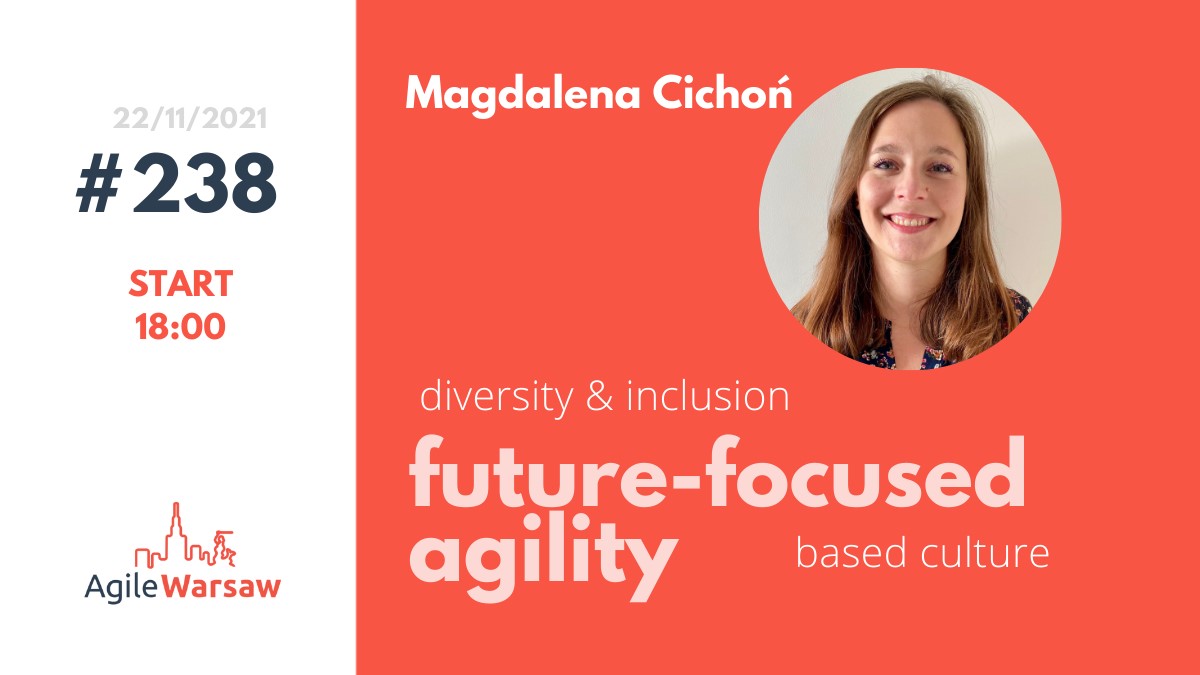 22/11/2021
#238
START
18:00
AgileWarsaw
Magdalena Cichoń
diversity & inclusion
future-focused
agility
based culture